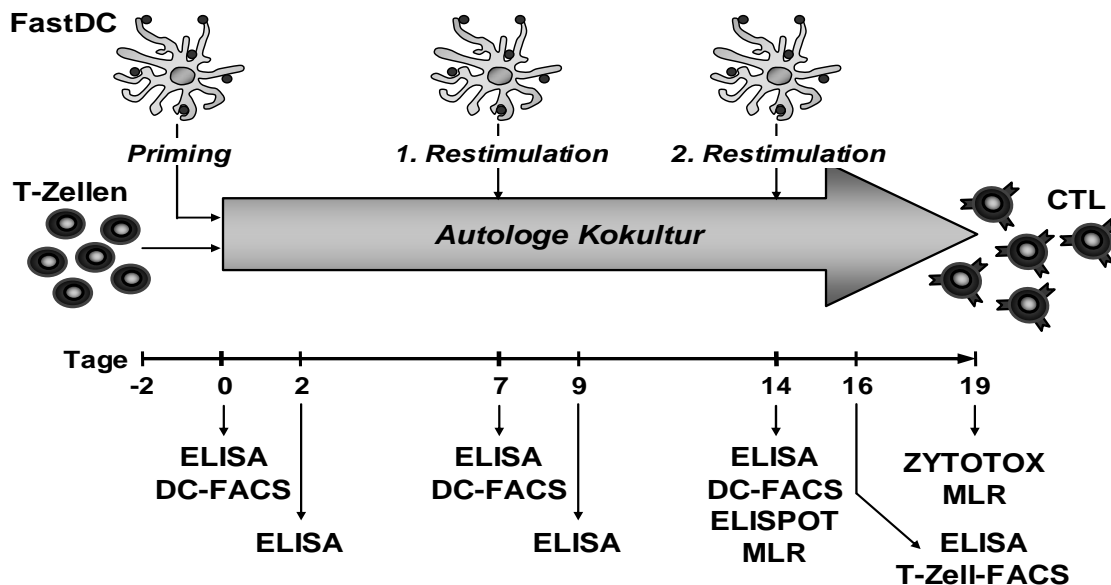 FastDC
Priming
1. Restimulation
2. Restimulation
T-Zellen
CTL
Autologe Kokultur
Tage
-2 0 2 7 9 14 16 19
ELISA
DC-FACS
ELISA
ELISA
DC-FACS
ELISA
ELISA
DC-FACS
ELISPOT
MLR
ELISA
T-Zell-FACS
ZYTOTOX
MLR